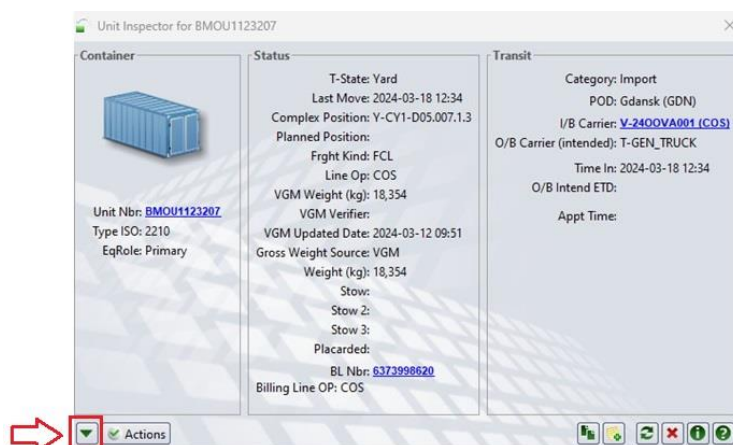 Unit Inspector for BMOU1123207
Container
Unit Nbr: BMOU1123207
Type ISO: 2210
EqRole: Primary
Status
T-State: Yard
Last Move: 2024-03-18 12:34
Complex Position: Y-CY1-D05.007.1.3
Planned Position:
Frght Kind: FCL
Line Op: COS
VGM Weight (kg): 18,354
VGM Verifier:
VGM Updated Date: 2024-03-12 09:51
Gross Weight Source: VGM
Weight (kg): 18,354
Stow:
Stow 2:
Stow 3:
Placarded:
BL Nbr: 6373998620
Billing Line OP: COS
Transit
Category: Import
POD: Gdansk (GDN)
I/B Carrier: V-24OOVA001 (COS)
O/B Carrier (intended): T-GEN_TRUCK
Time In: 2024-03-18 12:34
O/B Intend ETD:
Appt Time:
Actions